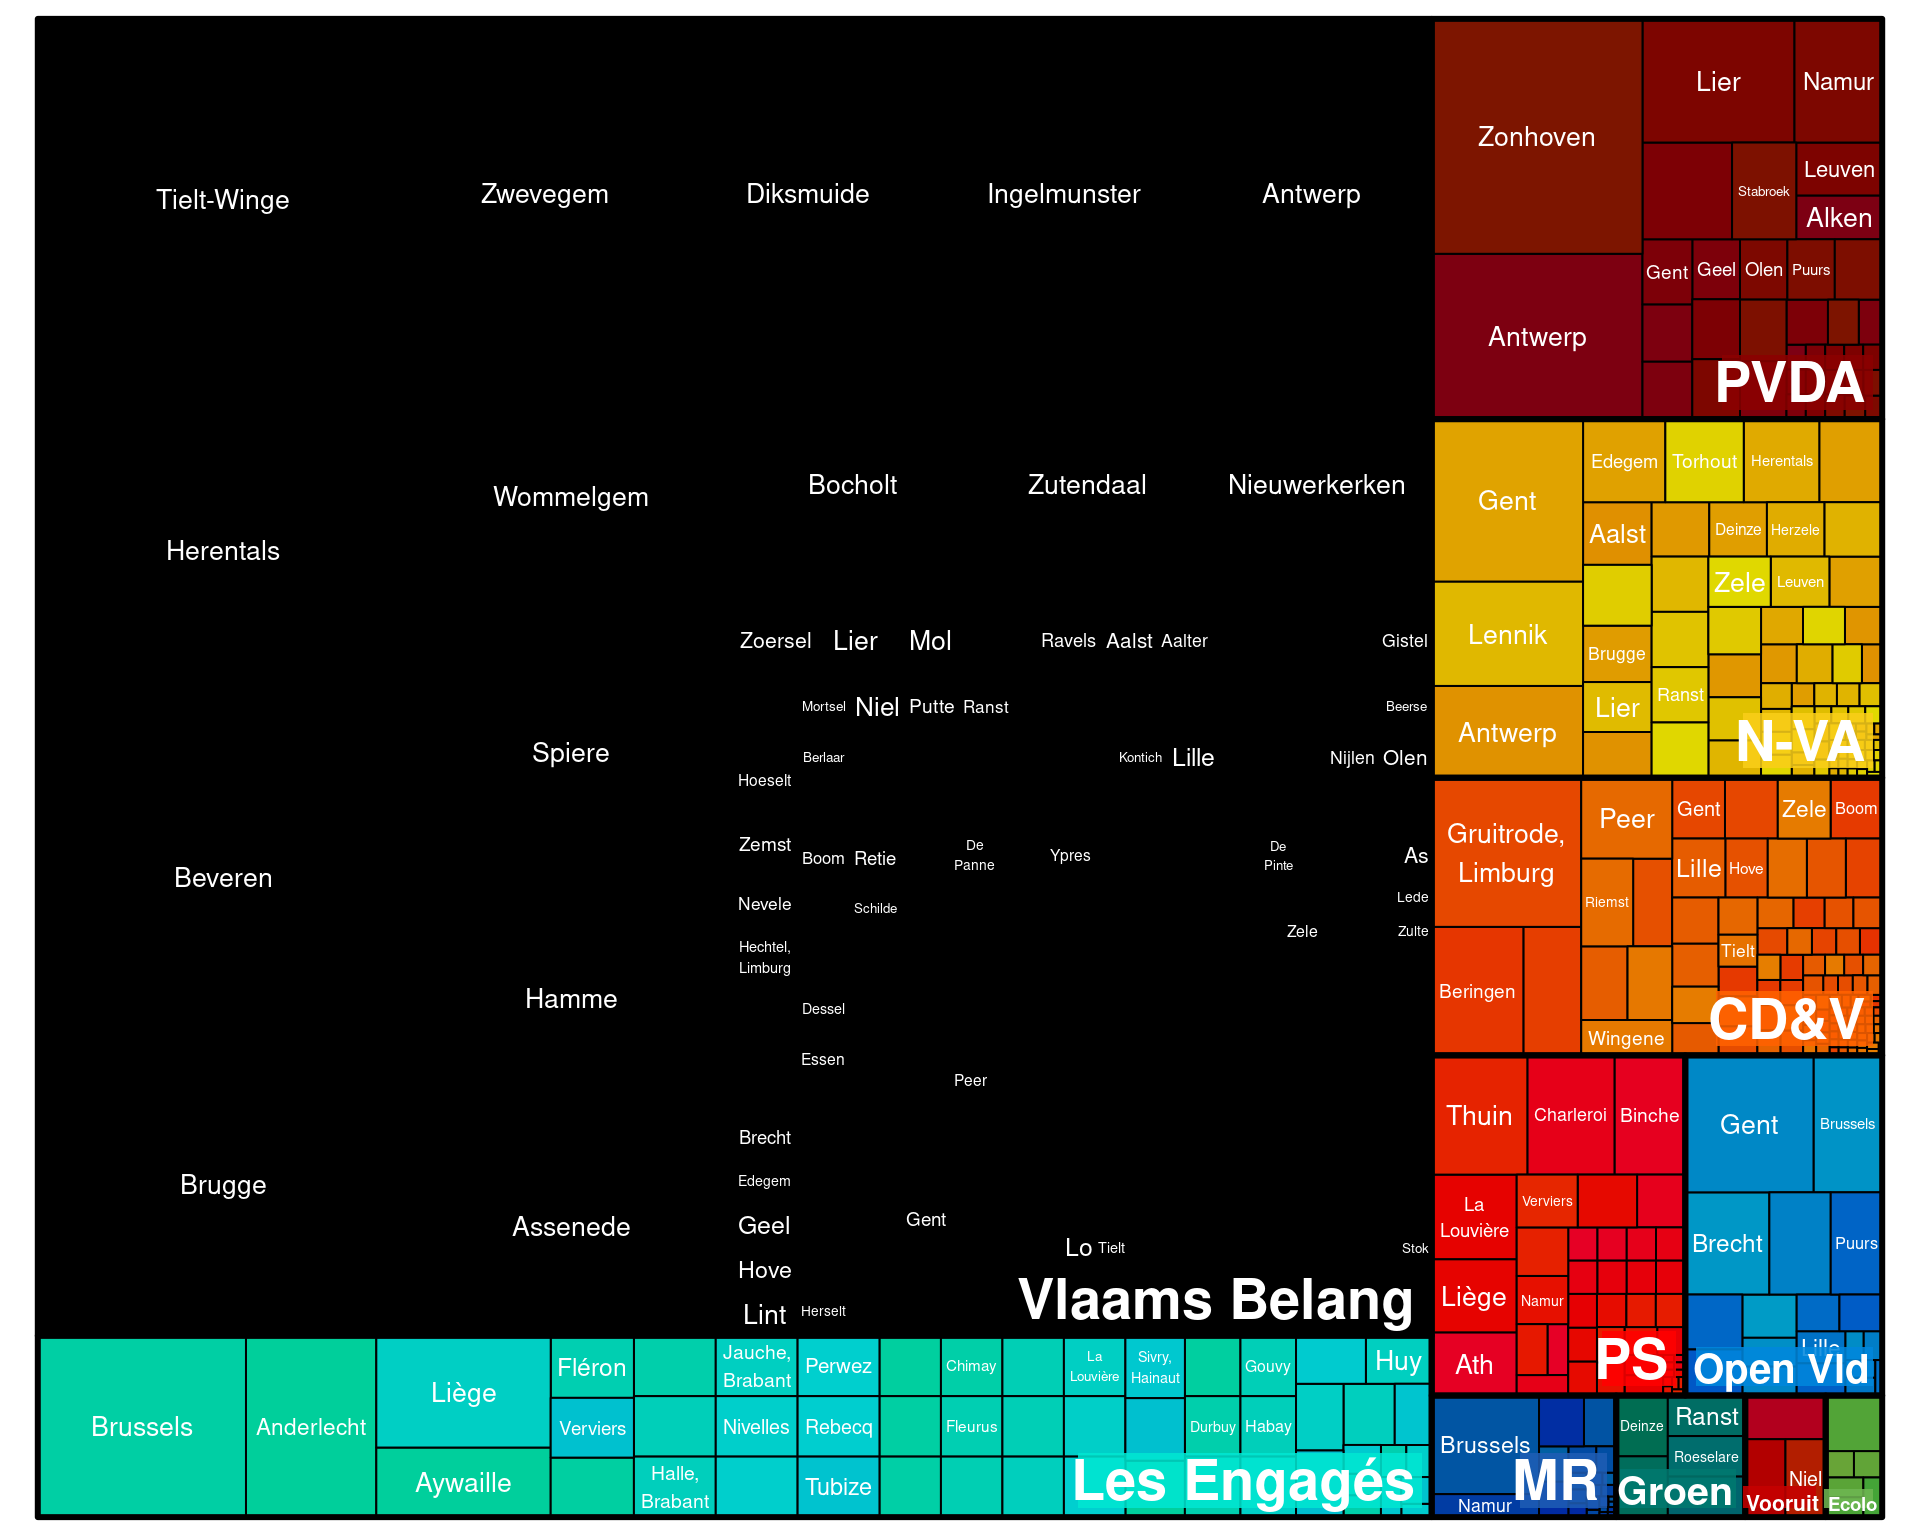 Tielt-Winge
Zwevegem
Diksmuide
Ingelmunster
Antwerp
Herentals
Wommelgem
Bocholt
Zutendaal
Nieuwerkerken
Beveren
Spiere
Zoersel
Lier
Mol
Ravels
Aalst
Aalter
Gistel
Mortsel
Niel
Putte
Ranst
Beerse
Berlaar
Kontich
Lille
Nijlen
Olen
Hoeselt
Zemst
Boom
Retie
De
Panne
Ypres
De
Pinte
As
Lede
Nevele
Schilde
Zele
Zulte
Hechtel,
Limburg
Hamme
Dessel
Essen
Peer
Brugge
Assenede
Brecht
Edegem
Geel
Gent
Lo
Tielt
Stok
Hove
Lint
Herselt
Vlaams Belang
Brussels
Anderlecht
Liège
Aywaille
Fléron
Verviers
Halle,
Brabant
Jauche,
Brabant
Nivelles
Perwez
Rebecq
Tubize
Chimay
Fleurus
La
Louvière
Sivry,
Hainaut
Durbuy
Gouvy
Habay
Huy
Les Engagés
Zonhoven
Lier
Namur
Stabroek
Leuven
Alken
Antwerp
Gent
Geel
Olen
Puurs
PVDA
Gent
Edegem
Torhout
Herentals
Aalst
Deinze
Herzele
Zele
Leuven
Lennik
Brugge
Ranst
Lier
Antwerp
N-VA
Gruitrode,
Limburg
Peer
Gent
Zele
Boom
Lille
Hove
Riemst
Tielt
Beringen
Wingene
CD&V
Thuin
Charleroi
Binche
La
Louvière
Verviers
Liège
Namur
Ath
PS
Gent
Brussels
Brecht
Puurs
Lille
Open Vld
Brussels
Namur
MR
Deinze
Ranst
Roeselare
Groen
Niel
Vooruit
Ecolo